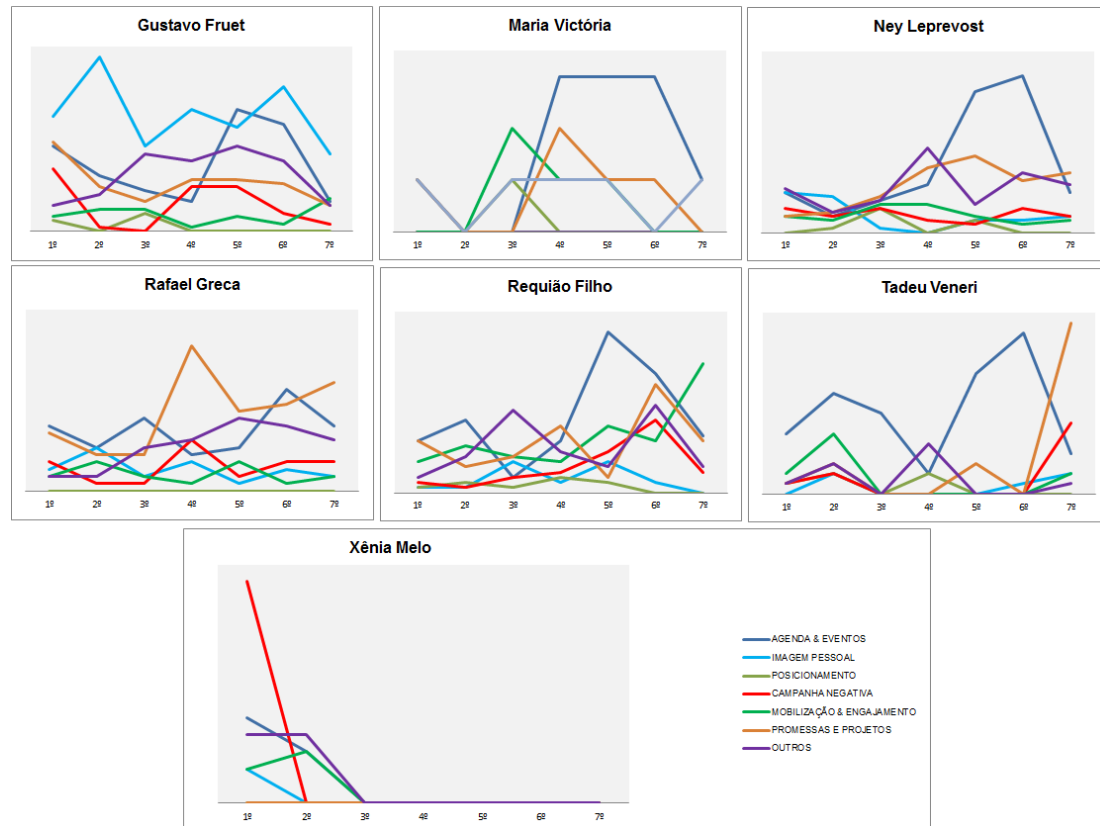 Gustavo Fruet
1º 2º 3º 4º 5º 6º 7º
Maria Victória
1º 2º 3º 4º 5º 6º 7º
Ney Leprevost
1º 2º 3º 4º 5º 6º 7º
Rafael Greca
1º 2º 3º 4º 5º 6º 7º
Requião Filho
1º 2º 3º 4º 5º 6º 7º
Tadeu Veneri
1º 2º 3º 4º 5º 6º 7º
Xênia Melo
1º 2º 3º 4º 5º 6º 7º
AGENDA & EVENTOS
IMAGEM PESSOAL
POSICIONAMENTO
CAMPANHA NEGATIVA
MOBILIZAÇÃO & ENGAJAMENTO
PROMESSAS E PROJETOS
OUTROS